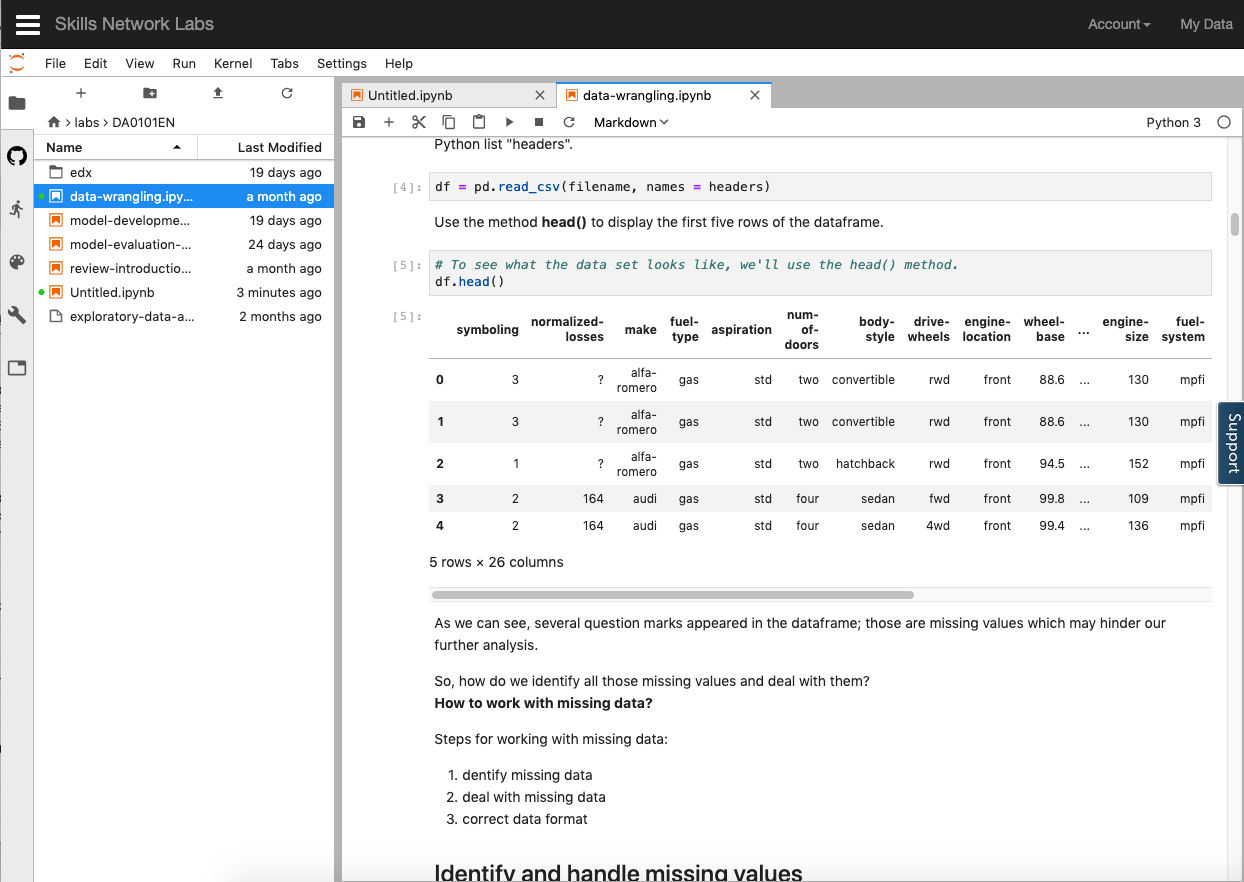 Skills Network Labs
Account
My Data
File Edit View Run Kernel Tabs Settings Help
labs > DA0101EN
Name Last Modified
edx 19 days ago
data-wrangling.ipy... a month ago
model-developme... 19 days ago
model-evaluation-... 24 days ago
review-introductio... a month ago
Untitled.ipynb 3 minutes ago
exploratory-data-a... 2 months ago
Untitled.ipynb
data-wrangling.ipynb
Markdown
Python 3
Python list "headers".
[4]: df = pd.read_csv(filename, names = headers)
Use the method head() to display the first five rows of the dataframe.
[5]: # To see what the data set looks like, we'll use the head() method.
df.head()
[5]:
symboling normalized-losses make fuel-type aspiration num-of-doors body-style drive-wheels engine-location wheel-base ... engine-size fuel-system
0 3 ? alfa-romero gas std two convertible rwd front 88.6 ... 130 mpfi
1 3 ? alfa-romero gas std two convertible rwd front 88.6 ... 130 mpfi
2 1 ? alfa-romero gas std two hatchback rwd front 94.5 ... 152 mpfi
3 2 164 audi gas std four sedan fwd front 99.8 ... 109 mpfi
4 2 164 audi gas std four sedan 4wd front 99.4 ... 136 mpfi
5 rows × 26 columns
As we can see, several question marks appeared in the dataframe; those are missing values which may hinder our
further analysis.
So, how do we identify all those missing values and deal with them?
How to work with missing data?
Steps for working with missing data:
1. dentify missing data
2. deal with missing data
3. correct data format
Identify and handle missing values
Support